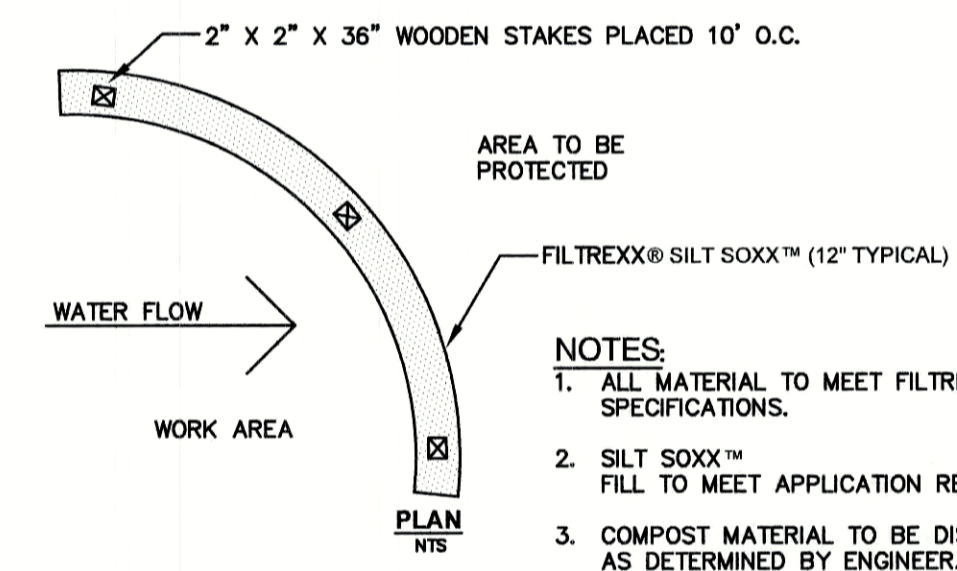 2" X 2" X 36" WOODEN STAKES PLACED 10' O.C.
AREA TO BE
PROTECTED
FILTREXX® SILT SOXX™ (12" TYPICAL)
WATER FLOW
WORK AREA
PLAN
NTS
NOTES:
1. ALL MATERIAL TO MEET
SPECIFICATIONS.
2. SILT SOXX™
FILL TO MEET APPLICATION
3. COMPOST MATERIAL TO BE
AS DETERMINED BY ENGINEER.